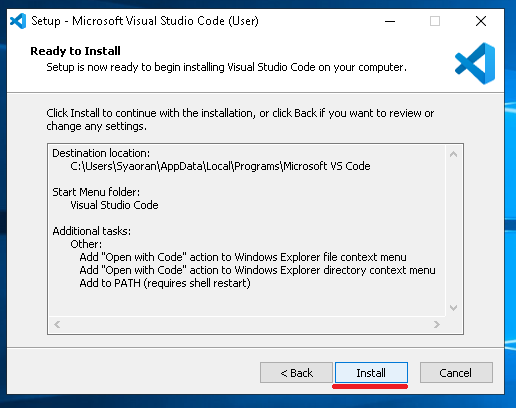 Setup - Microsoft Visual Studio Code (User)
Ready to Install
Setup is now ready to begin installing Visual Studio Code on your computer.
Click Install to continue with the installation, or click Back if you want to review or
change any settings.
Destination location:
C:\Users\Syaoran\AppData\Local\Programs\Microsoft VS Code
Start Menu folder:
Visual Studio Code
Additional tasks:
Other:
Add "Open with Code" action to Windows Explorer file context menu
Add "Open with Code" action to Windows Explorer directory context menu
Add to PATH (requires shell restart)
< Back
Install
Cancel